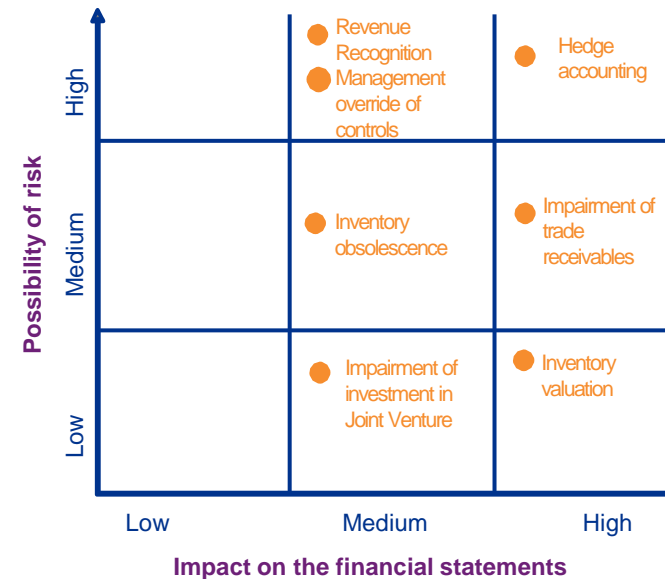 Possibility of risk
High
Medium
Low
Revenue
Recognition
Management
override of
controls
Hedge
accounting
Inventory
obsolescence
Impairment of
trade
receivables
Impairment of
investment in
Joint Venture
Inventory
valuation
Low
Medium
High
Impact on the financial statements